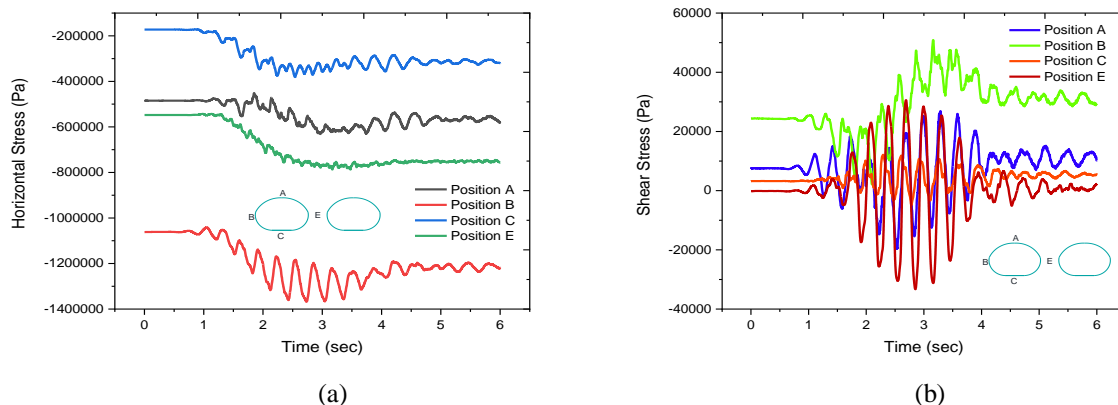 -200000
-400000
-600000
-800000
-1000000
-1200000
-1400000
Horizontal Stress (Pa)
0 1 2 3 4 5 6
Time (sec)
Position A
Position B
Position C
Position E
A
B
E
C
(a)
60000
40000
20000
0
-20000
-40000
Shear Stress (Pa)
0 1 2 3 4 5 6
Time (sec)
Position A
Position B
Position C
Position E
A
B
E
C
(b)